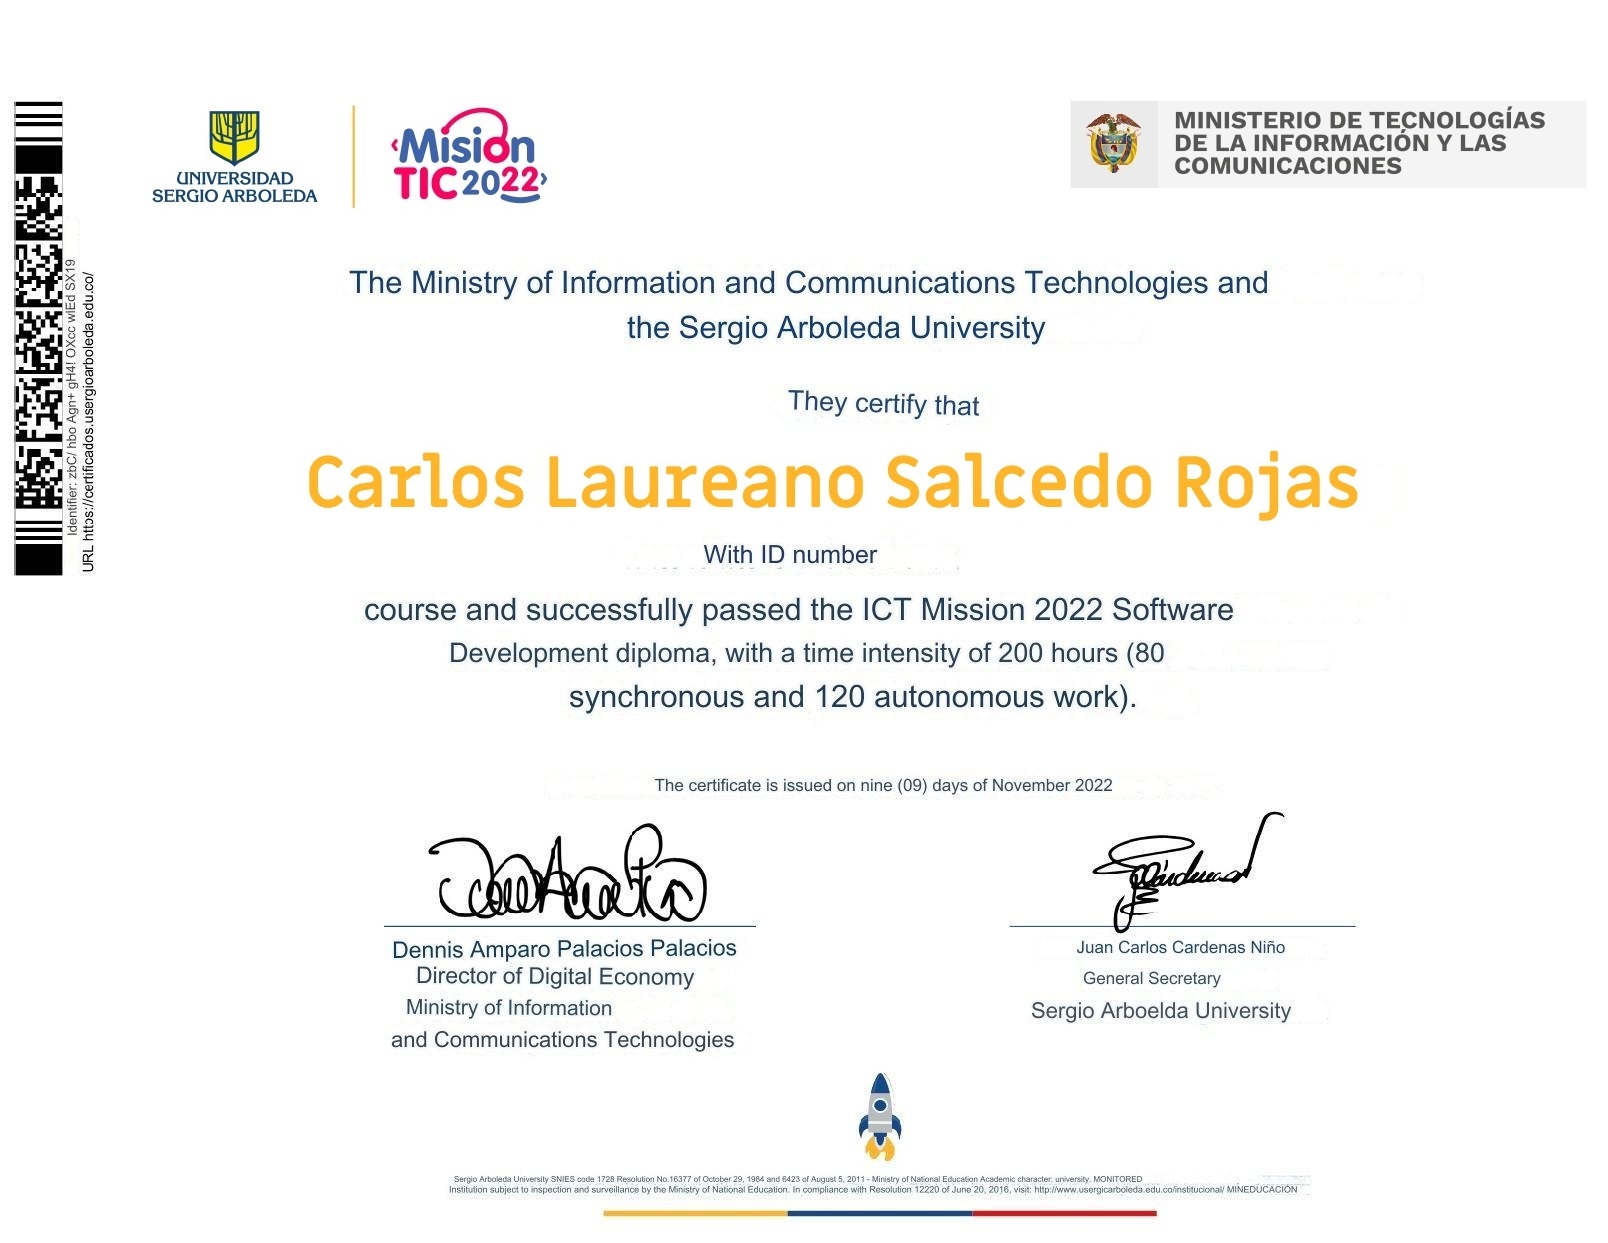 UNIVERSIDAD
SERGIO ARBOLEDA
‹Misión
TIC 2022›
MINISTERIO DE TECNOLOGÍAS
DE LA INFORMACIÓN Y LAS
COMUNICACIONES
Identifier: zbC/ hbo Agn+ gH4! OXcc wlEd SX19
URL https://certificados.usergioarboleda.edu.co/
The Ministry of Information and Communications Technologies and
the Sergio Arboleda University
They certify that
Carlos Laureano Salcedo Rojas
With ID number
course and successfully passed the ICT Mission 2022 Software
Development diploma, with a time intensity of 200 hours (80
synchronous and 120 autonomous work).
The certificate is issued on nine (09) days of November 2022
Dennis Amparo Palacios Palacios
Director of Digital Economy
Ministry of Information
and Communications Technologies
Juan Carlos Cardenas Niño
General Secretary
Sergio Arboelda University
Sergio Arboleda University SNIES code 1728 Resolution No.16377 of October 29, 1984 and 6423 of August 5, 2011 - Ministry of National Education Academic character: university. MONITORED
Institution subject to inspection and surveillance by the Ministry of National Education. In compliance with Resolution 12220 of June 20, 2016, visit: http://www.usergicarboleda.edu.co/institucional/ MINEDUCACIÓN